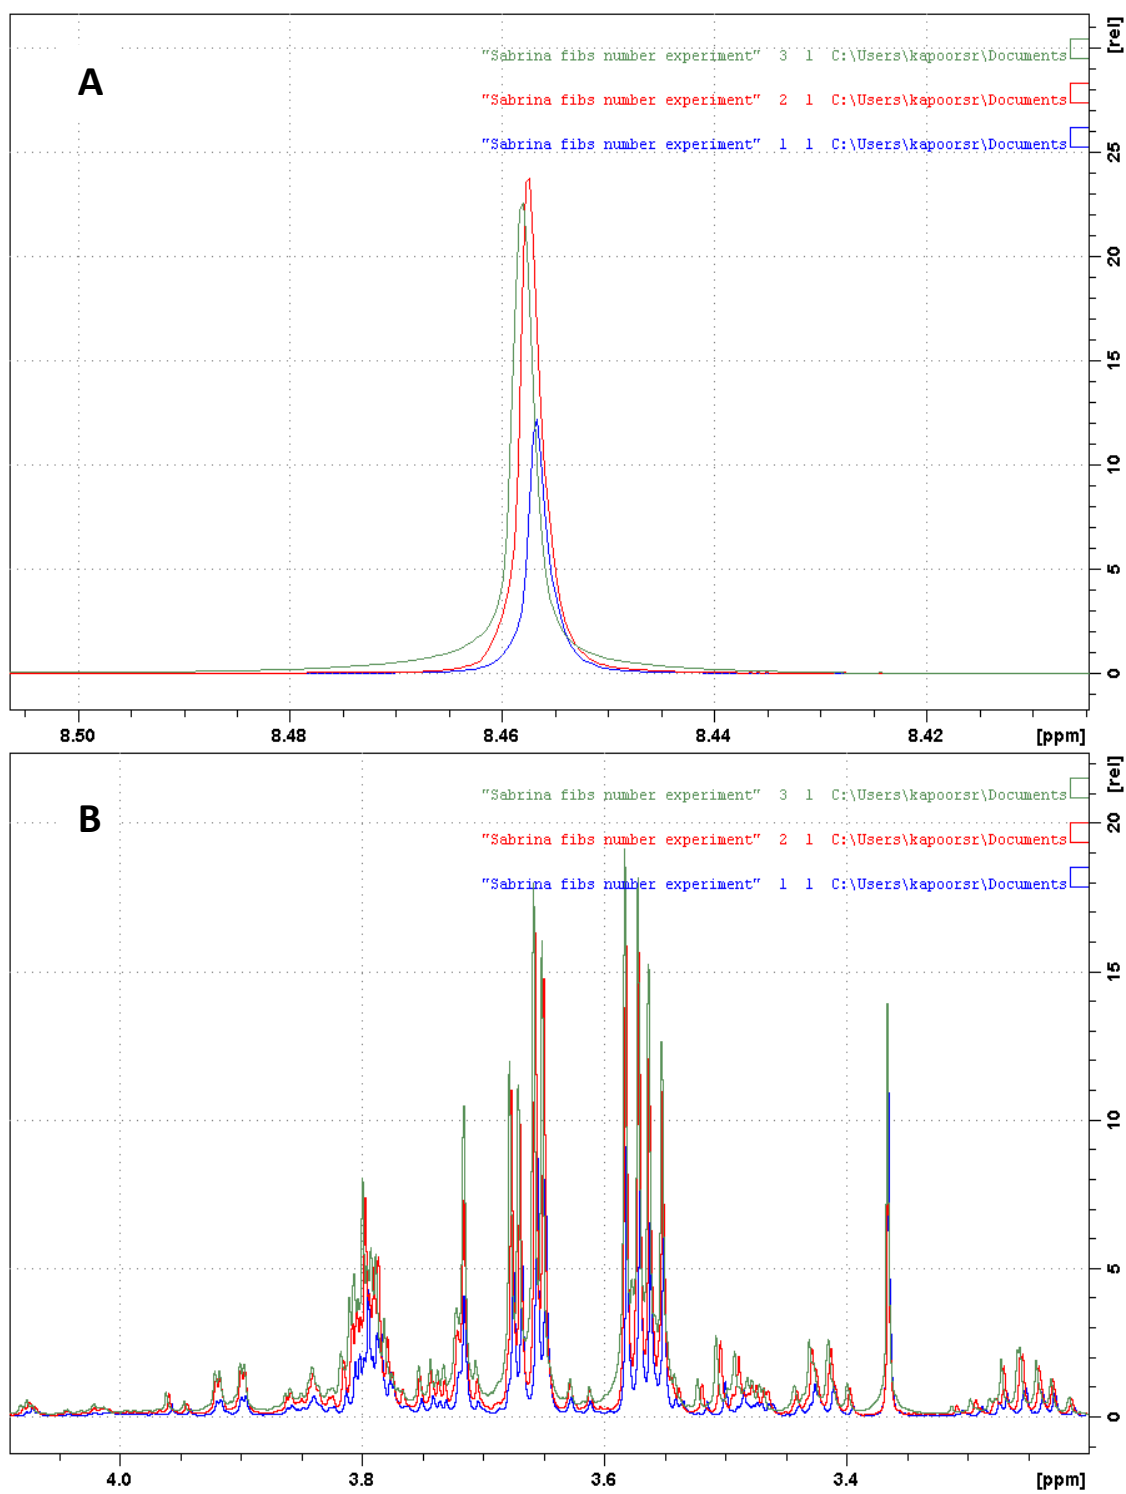 A
"Sabrina fibs number experiment" 3 1 C:\Users\kapoorsr\Documents
"Sabrina fibs number experiment" 2 1 C:\Users\kapoorsr\Documents
"Sabrina fibs number experiment" 1 1 C:\Users\kapoorsr\Documents
[rel]
25
20
15
10
5
0
8.50 8.48 8.46 8.44 8.42 [ppm]
B
"Sabrina fibs number experiment" 3 1 C:\Users\kapoorsr\Documents
"Sabrina fibs number experiment" 2 1 C:\Users\kapoorsr\Documents
"Sabrina fibs number experiment" 1 1 C:\Users\kapoorsr\Documents
[rel]
20
15
10
5
0
4.0 3.8 3.6 3.4 [ppm]